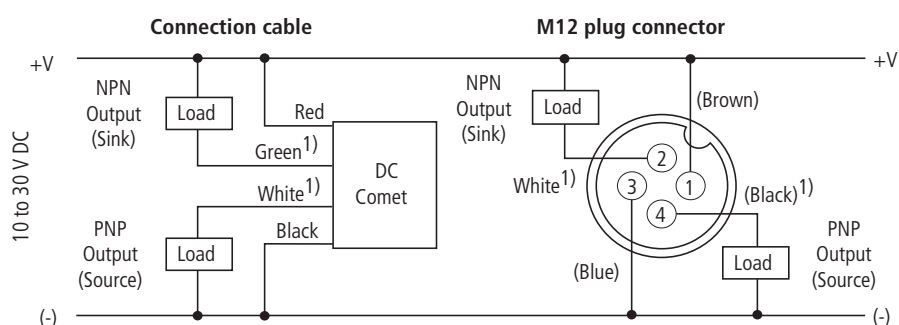 Connection cable
M12 plug connector
+V
+V
NPN
Output
(Sink)
Load
Red
Green1)
White1)
Black
DC
Comet
PNP
Output
(Source)
Load
10 to 30 V DC
(-)
NPN
Output
(Sink)
Load
(Brown)
White1)
2
3
1
4
(Black)1)
(Blue)
Load
PNP
Output
(Source)
(-)